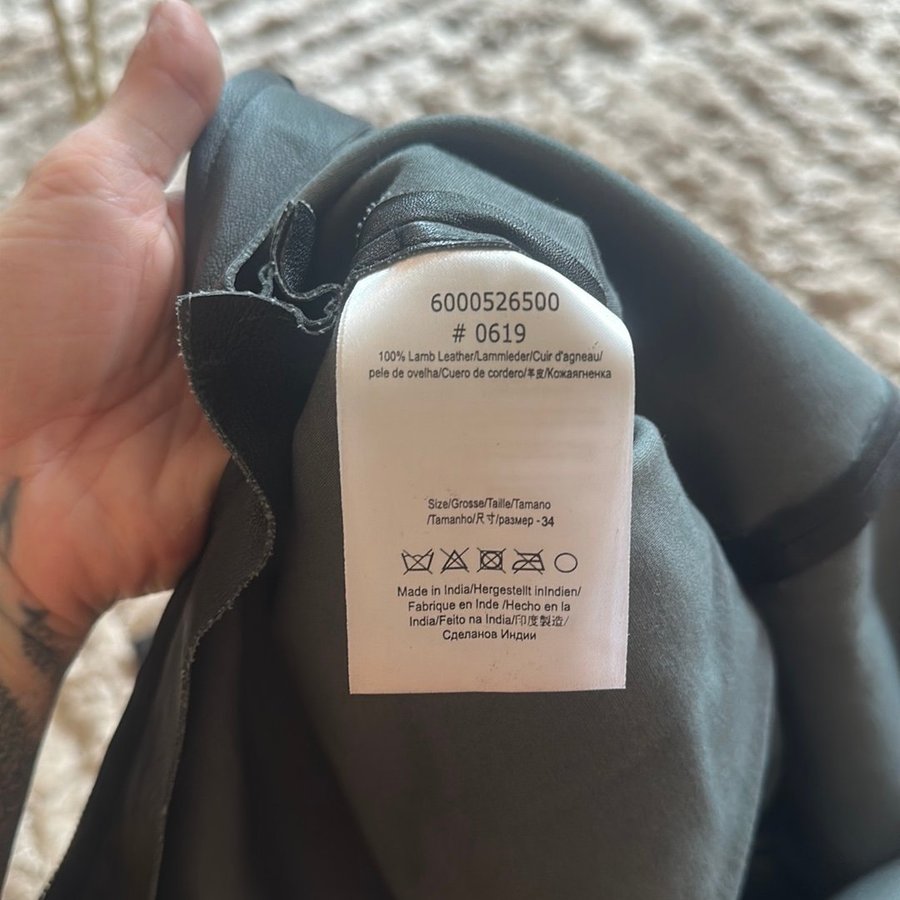 6000526500
# 0619
100% Lamb Leather/Lammleder/Cuir d'agneau/
pele de ovelha/Cuero de cordero/羊皮/Кожаягненка
Size/Grosse/Taille/Tamano
/Tamanho/尺寸/размер -34
Made in India/Hergestellt inIndien/
Fabrique en Inde /Hecho en la
India/Feito na India/印度製造/
Сделанов Индии